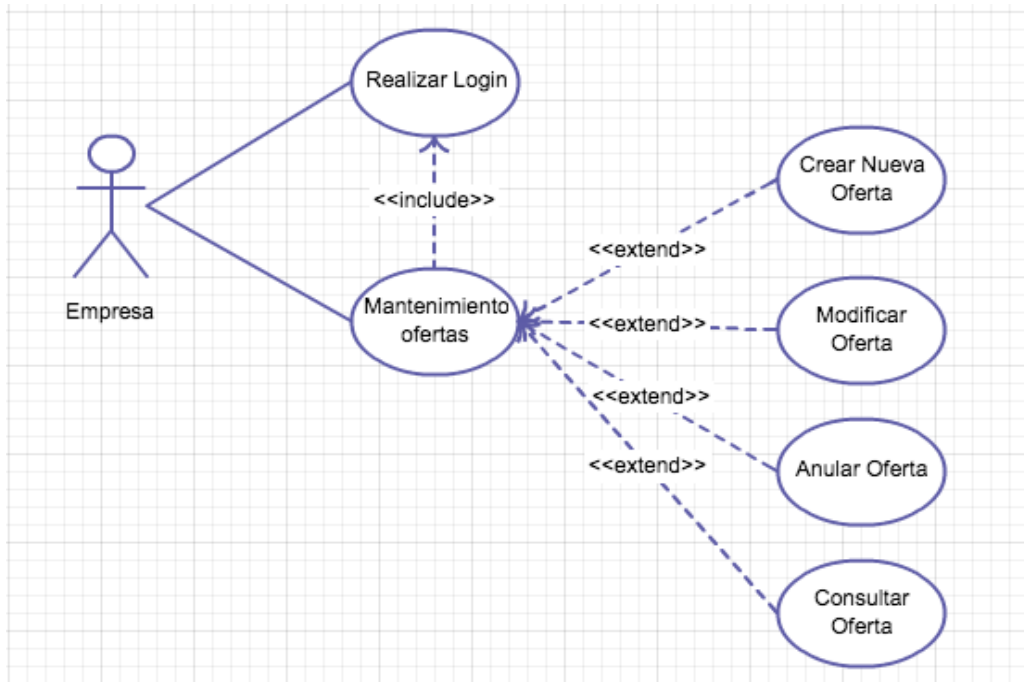 Realizar Login
<<include>>
Empresa
Mantenimiento
ofertas
<<extend>>
<<extend>>
<<extend>>
<<extend>>
Crear Nueva
Oferta
Modificar
Oferta
Anular Oferta
Consultar
Oferta